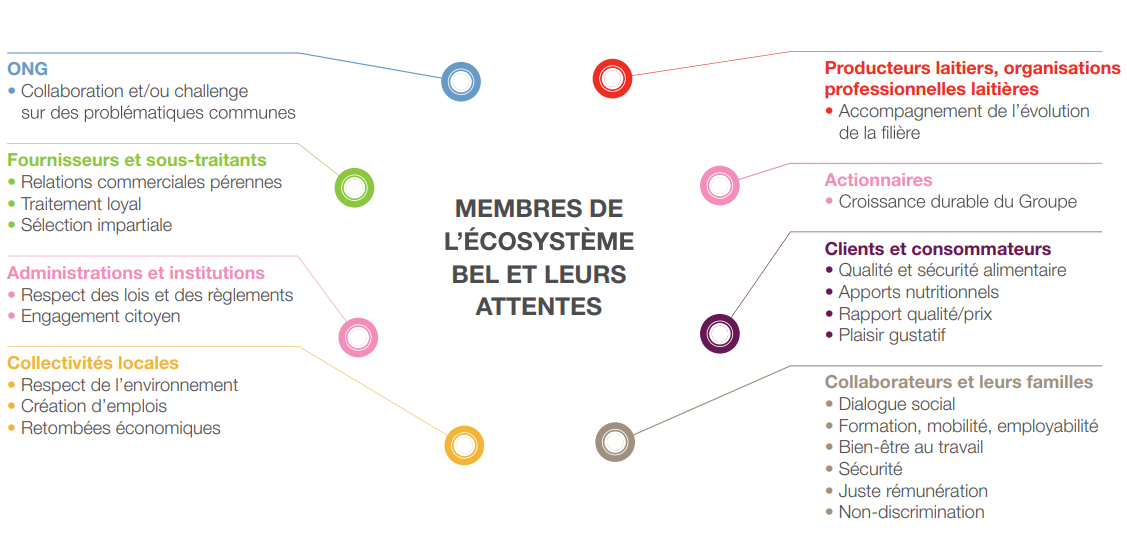 ONG
• Collaboration et/ou challenge
sur des problématiques communes
Fournisseurs et sous-traitants
• Relations commerciales pérennes
• Traitement loyal
• Sélection impartiale
Administrations et institutions
• Respect des lois et des règlements
• Engagement citoyen
Collectivités locales
• Respect de l’environnement
• Création d’emplois
• Retombées économiques
MEMBRES DE
L’ÉCOSYSTÈME
BEL ET LEURS
ATTENTES
Producteurs laitiers, organisations
professionnelles laitières
• Accompagnement de l’évolution
de la filière
Actionnaires
• Croissance durable du Groupe
Clients et consommateurs
• Qualité et sécurité alimentaire
• Apports nutritionnels
• Rapport qualité/prix
• Plaisir gustatif
Collaborateurs et leurs familles
• Dialogue social
• Formation, mobilité, employabilité
• Bien-être au travail
• Sécurité
• Juste rémunération
• Non-discrimination